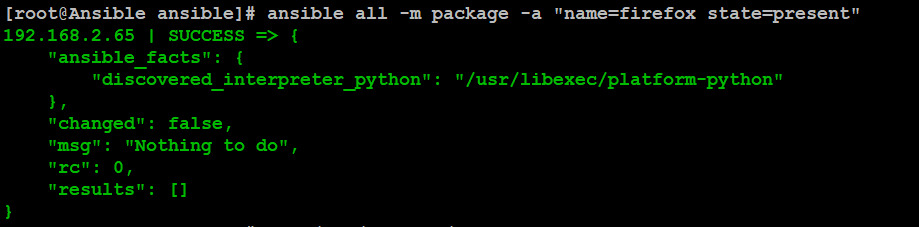 [root@Ansible ansible]# ansible all -m package -a "name=firefox state=present"
192.168.2.65 | SUCCESS => {
    "ansible_facts": {
        "discovered_interpreter_python": "/usr/libexec/platform-python"
    },
    "changed": false,
    "msg": "Nothing to do",
    "rc": 0,
    "results": []
}